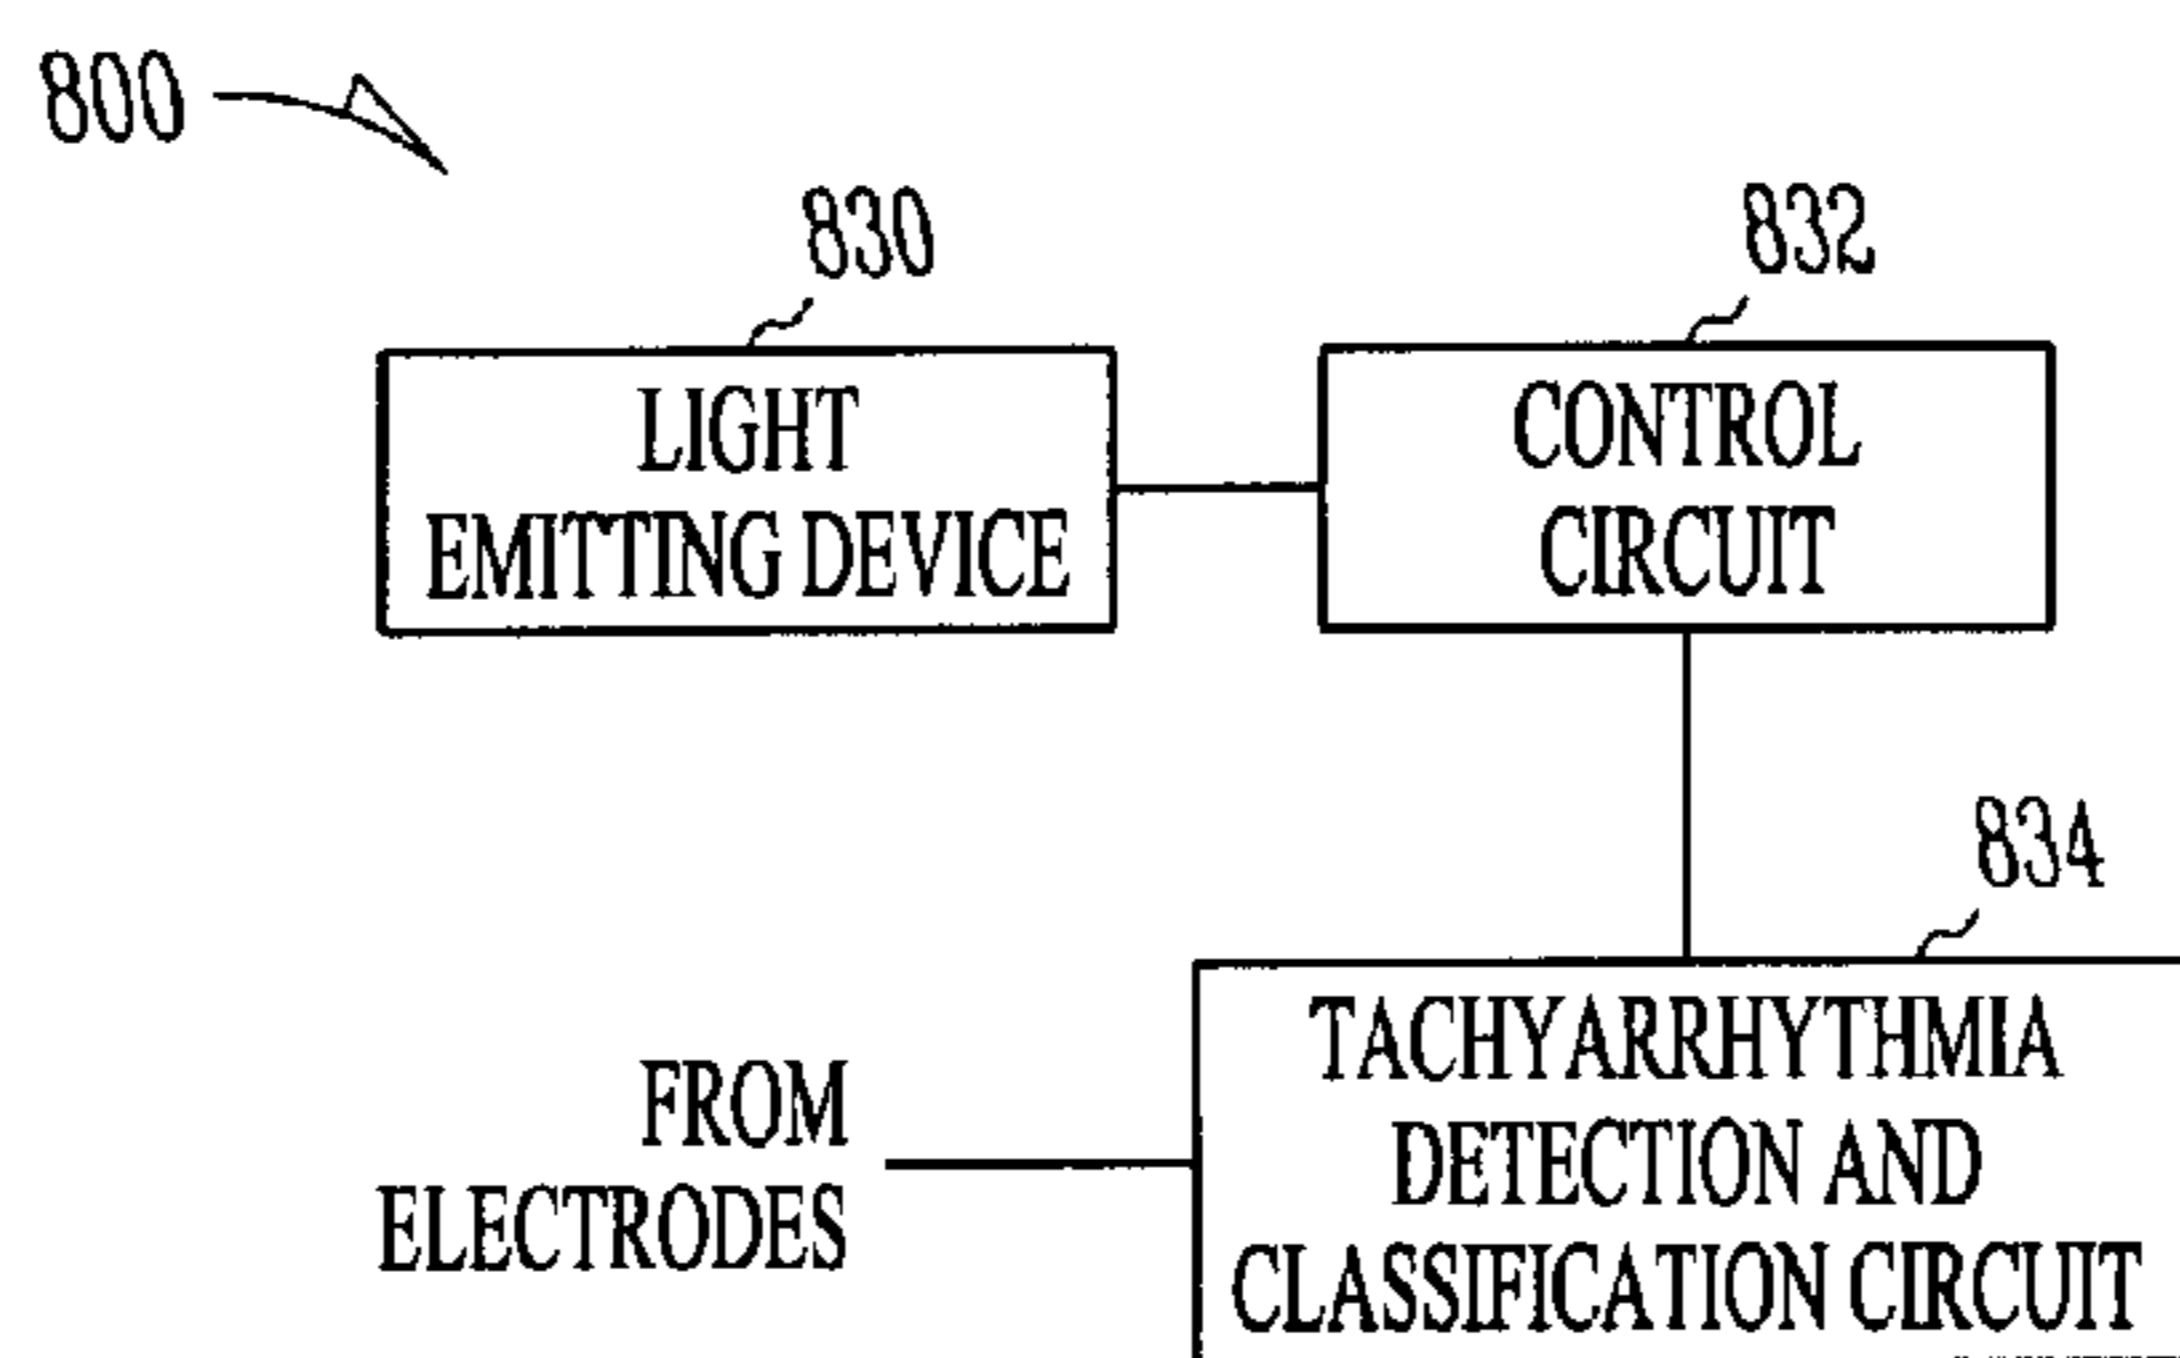 800
830
832
LIGHT
EMITTING DEVICE
CONTROL
CIRCUIT
834
FROM
ELECTRODES
TACHYARRHYTHMIA
DETECTION AND
CLASSIFICATION CIRCUIT